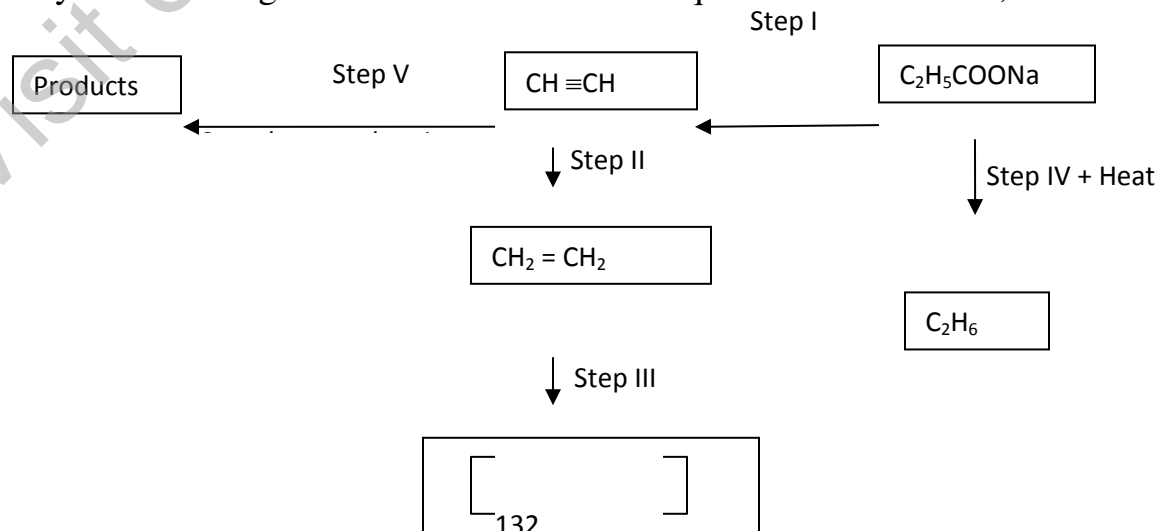 Step I
Products
Step V
CH ≡CH
C₂H₅COONa
Step II
Step IV + Heat
CH₂ = CH₂
C₂H₆
Step III
132